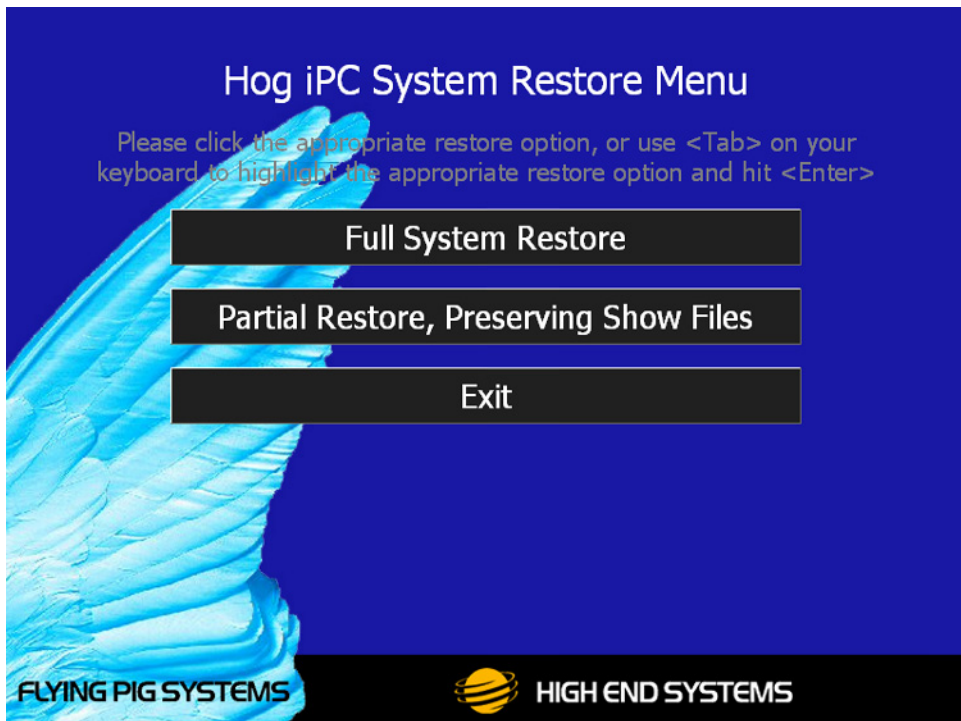 Hog iPC System Restore Menu
Please click the appropriate restore option, or use <Tab> on your
keyboard to highlight the appropriate restore option and hit <Enter>
Full System Restore
Partial Restore, Preserving Show Files
Exit
FLYING PIG SYSTEMS
HIGH END SYSTEMS